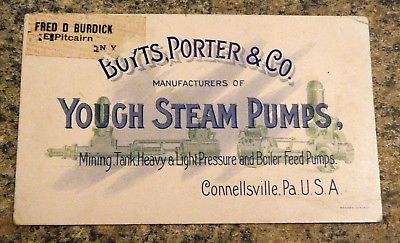 FRED D BURDICK
E Pitcairn
N Y
BOYTS, PORTER & CO.
MANUFACTURERS OF
YOUGH STEAM PUMPS,
Mining, Tank, Heavy & Light Pressure and Boiler Feed Pumps.
Connellsville, Pa. U.S.A.